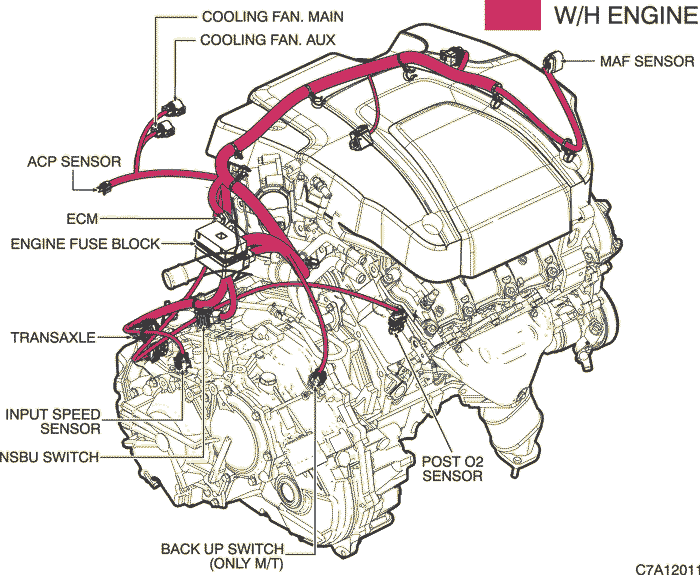 COOLING FAN. MAIN
W/H ENGINE
COOLING FAN. AUX
MAF SENSOR
ACP SENSOR
ECM
ENGINE FUSE BLOCK
TRANSAXLE
INPUT SPEED
SENSOR
NSBU SWITCH
POST O2
SENSOR
BACK UP SWITCH
(ONLY M/T)
C7A12011